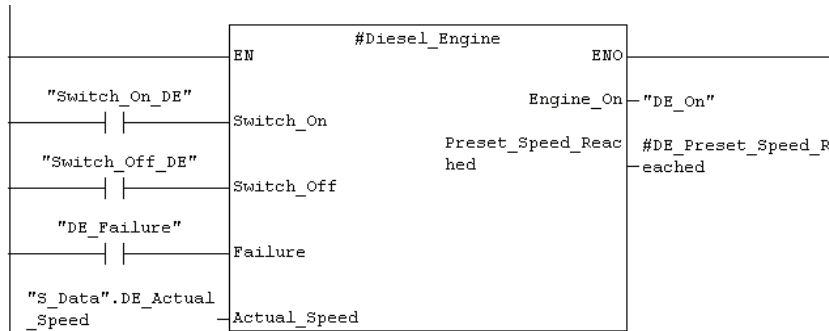 #Diesel_Engine
EN
ENO
"Switch_On_DE"
Switch_On
Engine_On
"DE_On"
"Switch_Off_DE"
Switch_Off
Preset_Speed_Reac
hed
#DE_Preset_Speed_R
eached
"DE_Failure"
Failure
"S_Data".DE_Actual
_Speed
Actual_Speed